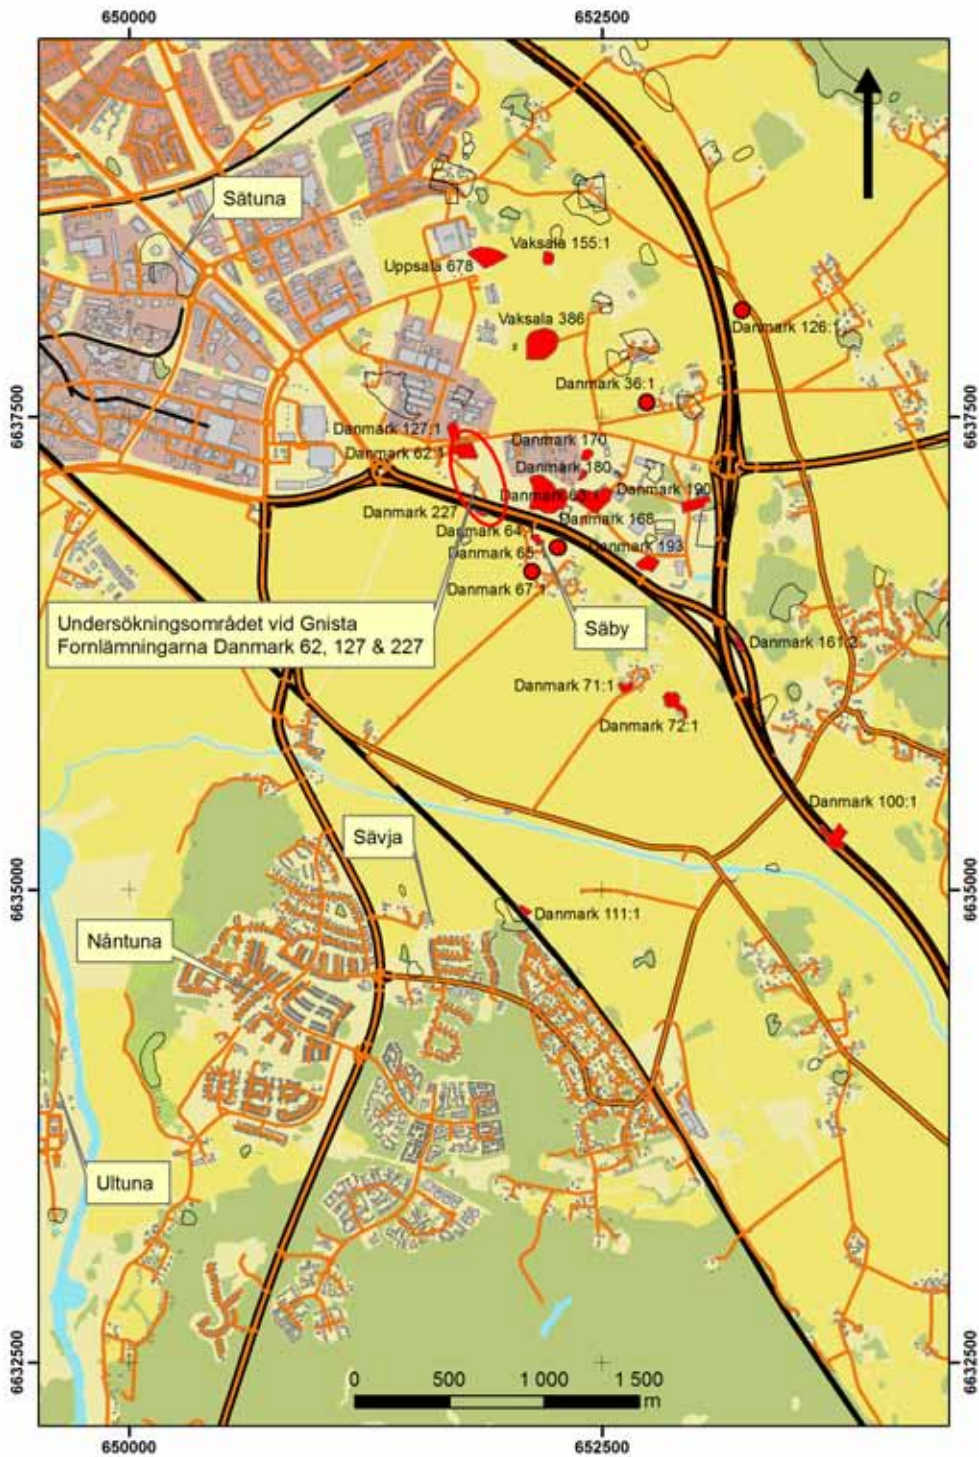 650000
652500
Sätuna
Vaksala 155:1
Uppsala 678
Vaksala 386
Danmark 126:1
Danmark 36:1
6637500
6637500
Danmark 127:1
Danmark 170
Danmark 62:1
Danmark 180
Danmark 63:1
Danmark 190
Danmark 227
Danmark 168
Danmark 64:
Danmark 193
Danmark 65:
Danmark 67:1
Undersökningsområdet vid Gnista
Fornlämningarna Danmark 62, 127 & 227
Säby
Danmark 161:2
Danmark 71:1
Danmark 72:1
Danmark 100:1
Sävja
6635000
6635000
Danmark 111:1
Nåntuna
Ultuna
6632500
6632500
0 500 1 000 1 500
m
650000
652500